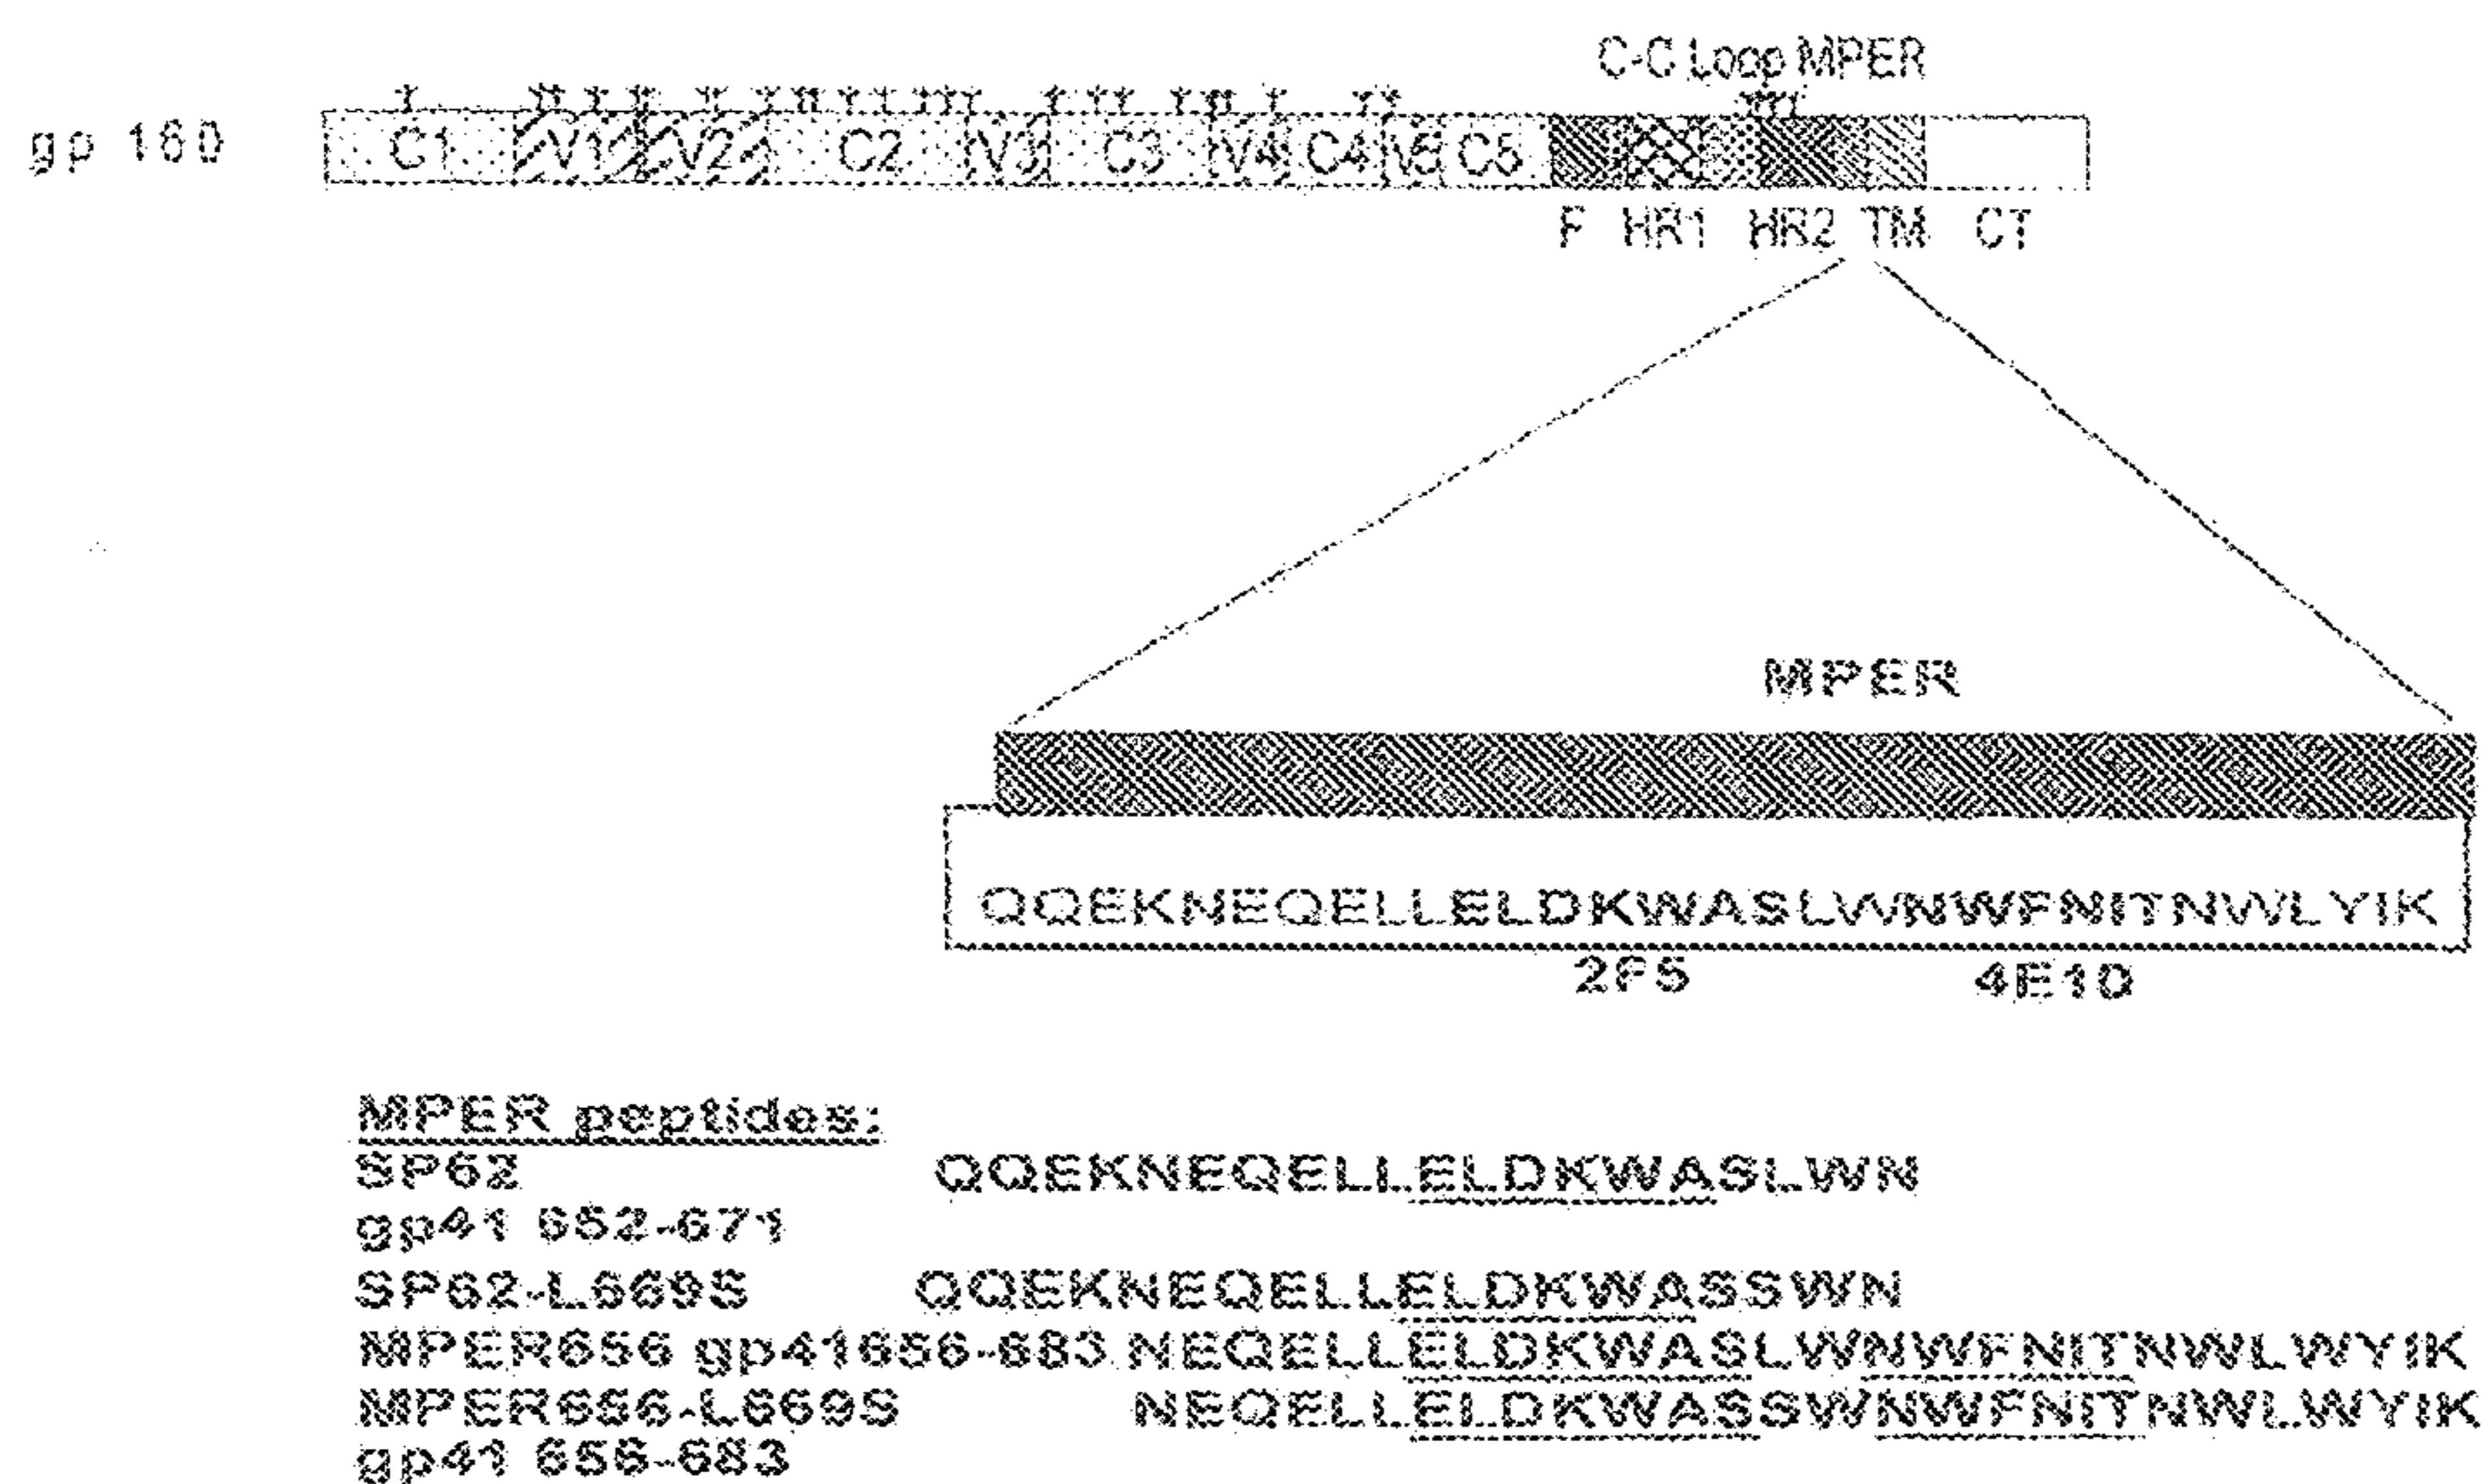 C-C Loop MPER
gp 160 C1 V1 V2 C2 V3 C3 V4 C4 V5 C5
F HR1 HR2 TM CT
MPER
QQEKNEQELLELDKWASLWNWFNITNWLYIK
2F5 4E10
MPER peptides:
SP62 QQEKNEQELLELDKWASLWN
gp41 652-671
SP62-L669S QQEKNEQELLELDKWASSWN
MPER656 gp41656-683 NEQELLELDKWASLWNWFNITNWLWYIK
MPER656-L669S NEQELLELDKWASSWNWFNITNWLWYIK
gp41 656-683